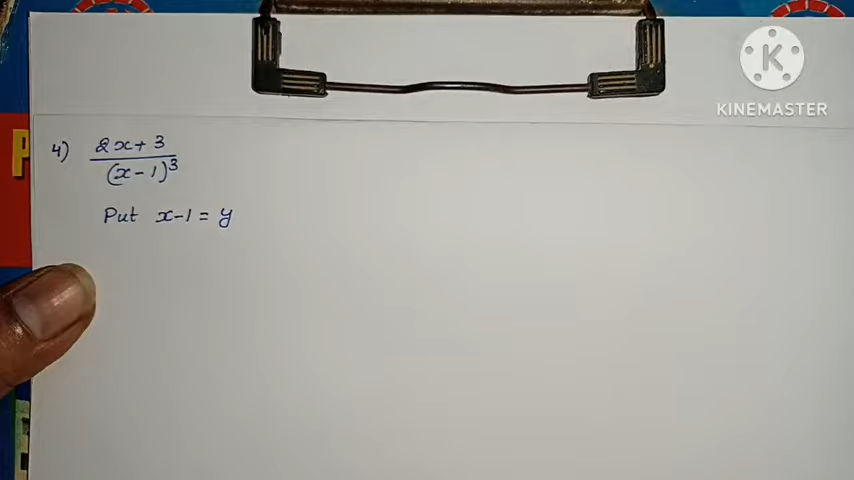 KINEMASTER
4) 2x+3
(x-1)³
Put x-1 = y